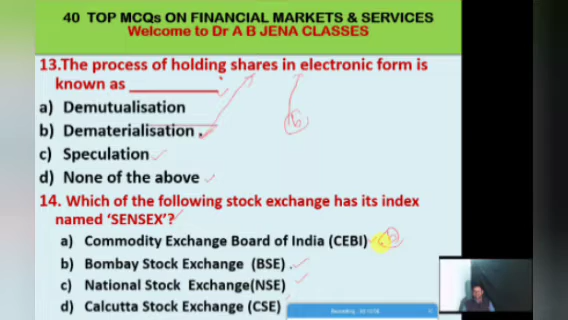 40 TOP MCQs ON FINANCIAL MARKETS & SERVICES
Welcome to Dr A B JENA CLASSES
13.The process of holding shares in electronic form is
known as ____________
a) Demutualisation
b) Dematerialisation .
c) Speculation
d) None of the above
14. Which of the following stock exchange has its index
named ‘SENSEX’?
a) Commodity Exchange Board of India (CEBI)
b) Bombay Stock Exchange (BSE) .
c) National Stock Exchange(NSE)
d) Calcutta Stock Exchange (CSE)
b
b